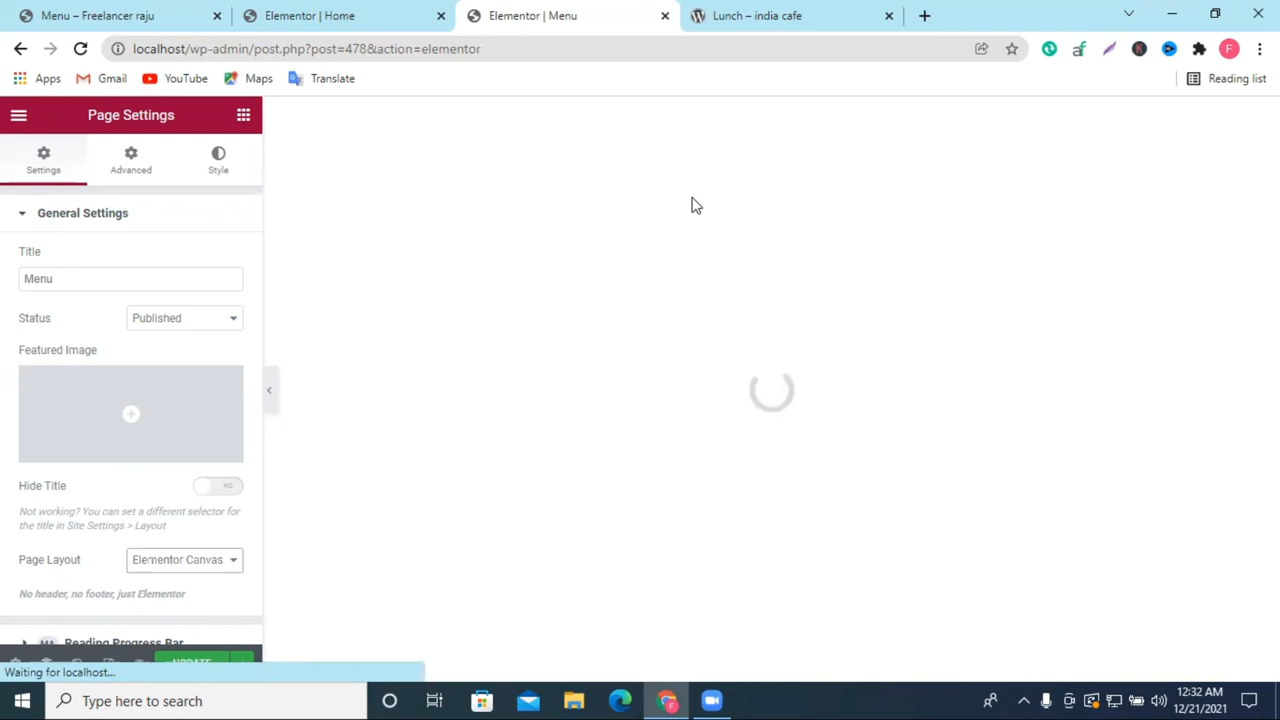 Menu – Freelancer raju
Elementor | Home
Elementor | Menu
Lunch – india cafe
localhost/wp-admin/post.php?post=478&action=elementor
F
Apps
Gmail
YouTube
Maps
Translate
Reading list
Page Settings
Settings
Advanced
Style
General Settings
Title
Menu
Status
Published
Featured Image
Hide Title
NO
Not working? You can set a different selector for
the title in Site Settings > Layout
Page Layout
Elementor Canvas
No header, no footer, just Elementor
MA Reading Progress Bar
UPDATE
Waiting for localhost...
Type here to search
12:32 AM
12/21/2021